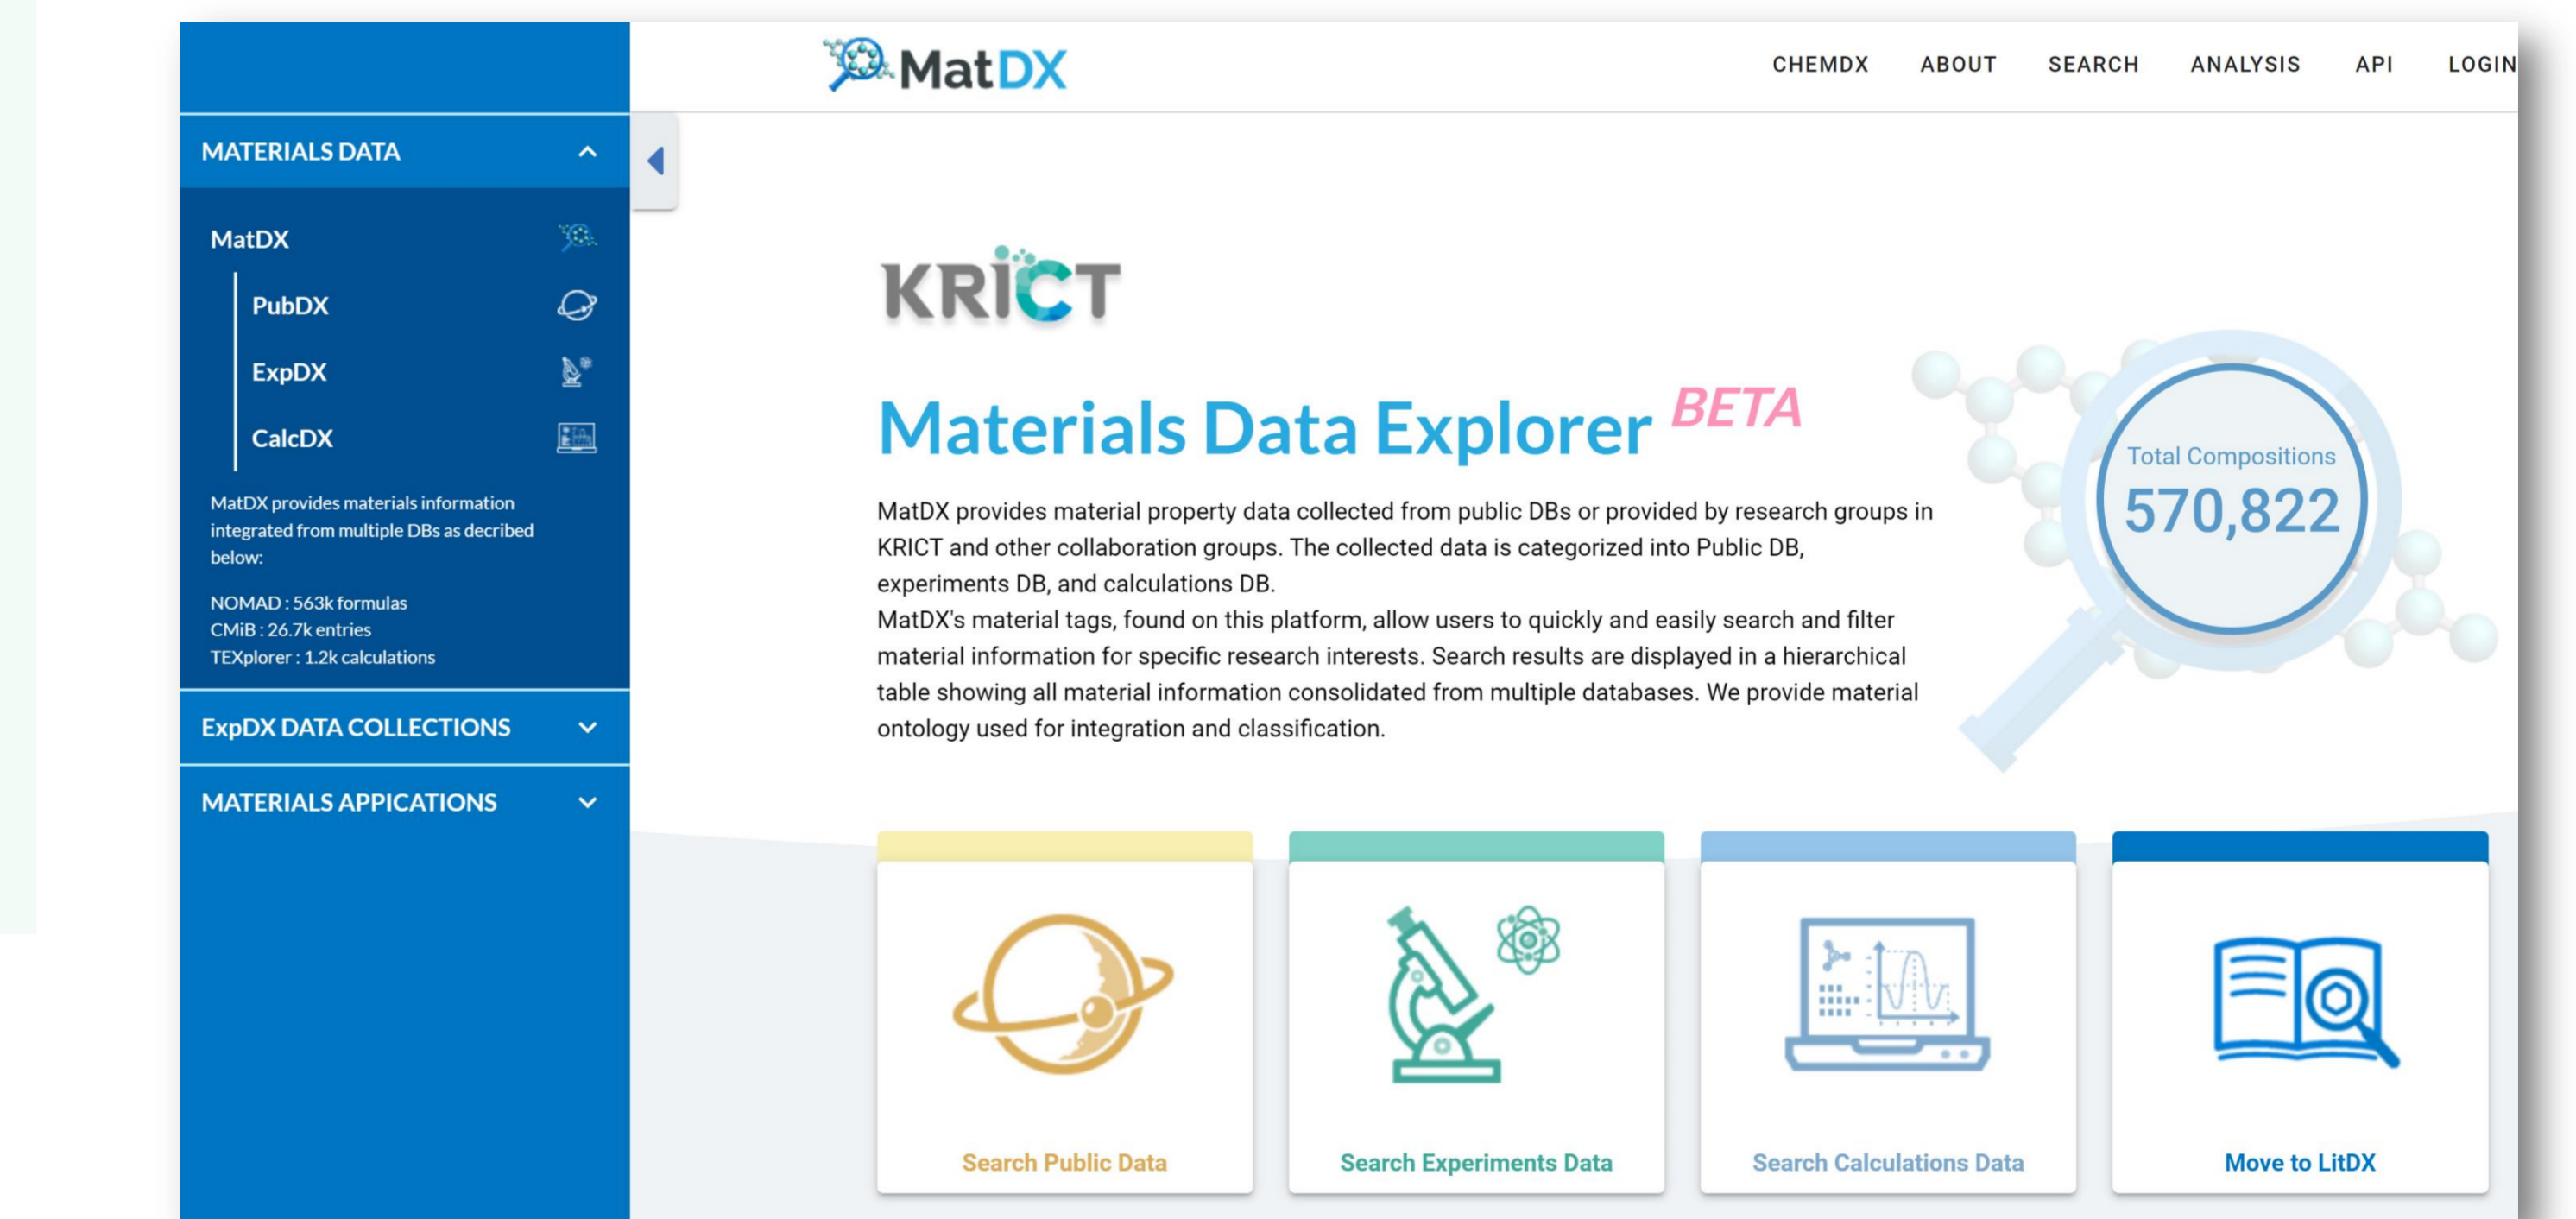 MatDX
CHEMDX ABOUT SEARCH ANALYSIS API LOGIN
MATERIALS DATA
MatDX
PubDX
ExpDX
CalcDX
MatDX provides materials information
integrated from multiple DBs as decribed
below:
NOMAD : 563k formulas
CMiB : 26.7k entries
TEXplorer : 1.2k calculations
ExpDX DATA COLLECTIONS
MATERIALS APPICATIONS
KRICT
Materials Data Explorer BETA
MatDX provides material property data collected from public DBs or provided by research groups in
KRICT and other collaboration groups. The collected data is categorized into Public DB,
experiments DB, and calculations DB.
MatDX's material tags, found on this platform, allow users to quickly and easily search and filter
material information for specific research interests. Search results are displayed in a hierarchical
table showing all material information consolidated from multiple databases. We provide material
ontology used for integration and classification.
Total Compositions
570,822
Search Public Data
Search Experiments Data
Search Calculations Data
Move to LitDX